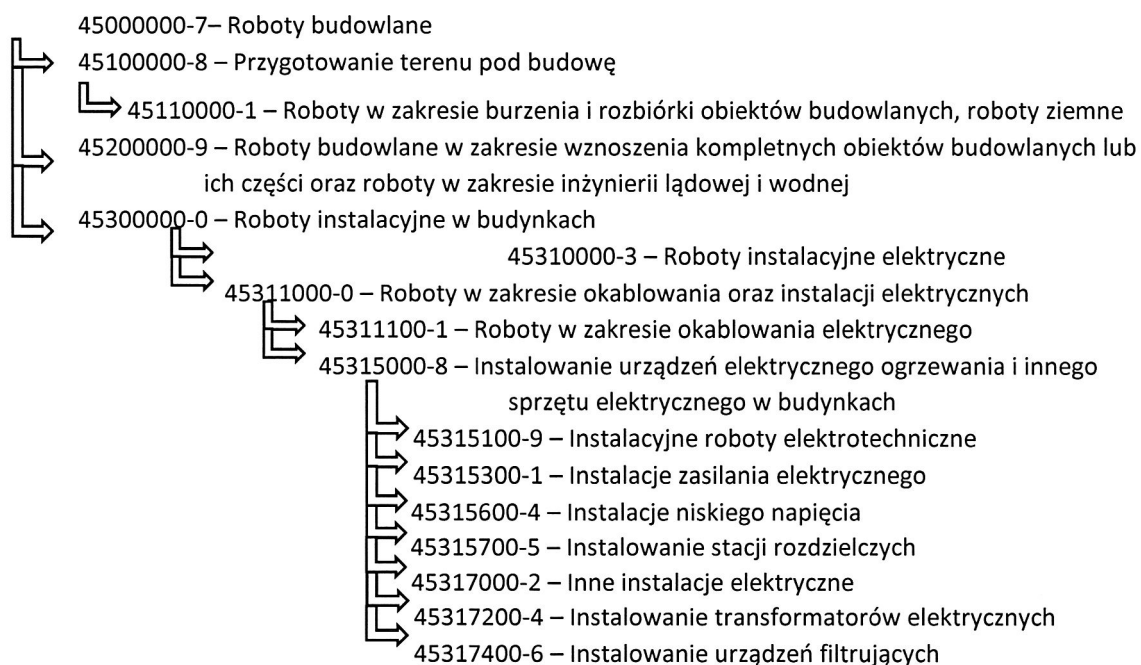 45000000-7– Roboty budowlane
45100000-8 – Przygotowanie terenu pod budowę
45110000-1 – Roboty w zakresie burzenia i rozbiórki obiektów budowlanych, roboty ziemne
45200000-9 – Roboty budowlane w zakresie wznoszenia kompletnych obiektów budowlanych lub
ich części oraz roboty w zakresie inżynierii lądowej i wodnej
45300000-0 – Roboty instalacyjne w budynkach
45310000-3 – Roboty instalacyjne elektryczne
45311000-0 – Roboty w zakresie okablowania oraz instalacji elektrycznych
45311100-1 – Roboty w zakresie okablowania elektrycznego
45315000-8 – Instalowanie urządzeń elektrycznego ogrzewania i innego
sprzętu elektrycznego w budynkach
45315100-9 – Instalacyjne roboty elektrotechniczne
45315300-1 – Instalacje zasilania elektrycznego
45315600-4 – Instalacje niskiego napięcia
45315700-5 – Instalowanie stacji rozdzielczych
45317000-2 – Inne instalacje elektryczne
45317200-4 – Instalowanie transformatorów elektrycznych
45317400-6 – Instalowanie urządzeń filtrujących